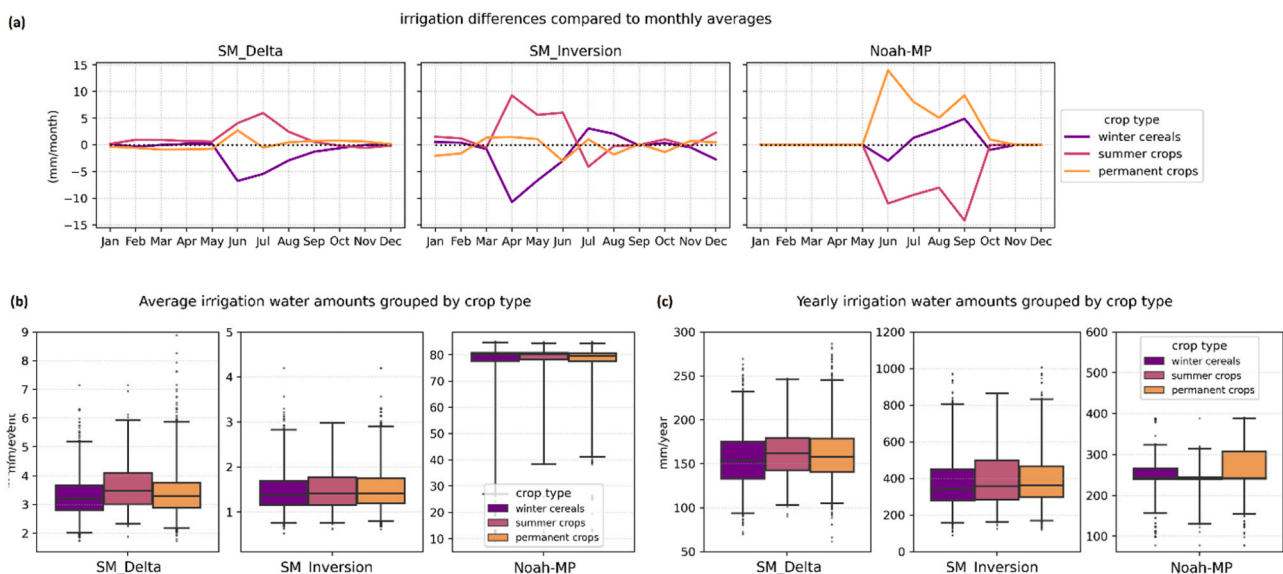 (a)
irrigation differences compared to monthly averages
SM_Delta
SM_Inversion
Noah-MP
15
10
5
0
−5
−10
−15
(mm/month)
Jan Feb Mar Apr May Jun Jul Aug Sep Oct Nov Dec
Jan Feb Mar Apr May Jun Jul Aug Sep Oct Nov Dec
Jan Feb Mar Apr May Jun Jul Aug Sep Oct Nov Dec
crop type
winter cereals
summer crops
permanent crops
(b)
Average irrigation water amounts grouped by crop type
mm/event
9
8
7
6
5
4
3
2
SM_Delta
5
4
3
2
1
SM_Inversion
80
70
60
50
40
30
20
10
0
crop type
winter cereals
summer crops
permanent crops
Noah-MP
(c)
Yearly irrigation water amounts grouped by crop type
mm/year
300
250
200
150
100
50
SM_Delta
1200
1000
800
600
400
200
0
SM_Inversion
600
500
400
300
200
100
0
crop type
winter cereals
summer crops
permanent crops
Noah-MP